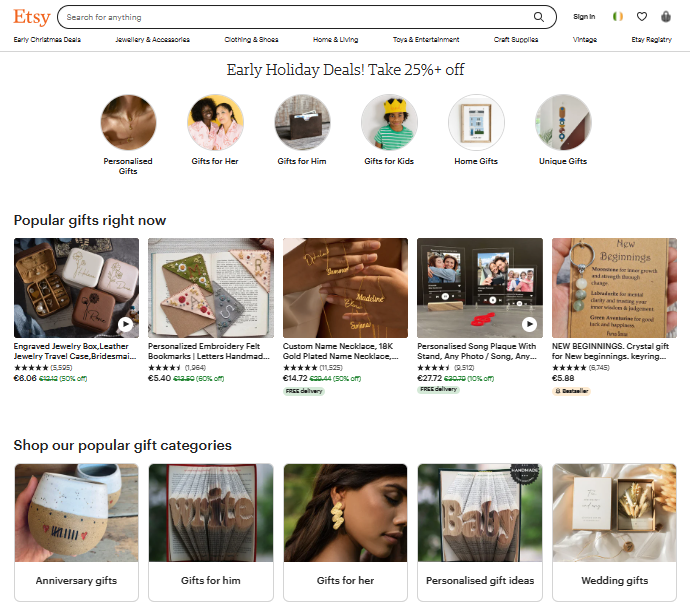 Etsy
Search for anything
Sign in
Early Christmas Deals
Jewellery & Accessories
Clothing & Shoes
Home & Living
Toys & Entertainment
Craft Supplies
Vintage
Etsy Registry
Early Holiday Deals! Take 25%+ off
Personalised
Gifts
Gifts for Her
Gifts for Him
Gifts for Kids
Home Gifts
Unique Gifts
Popular gifts right now
New
Beginnings
Moonstone for inner growth
and strength through
change.
Labradorite for mental
clarity and trusting your
inner wisdom & judgement.
Green Aventurine for good
luck and happiness.
Madeline
Engraved Jewelry Box,Leather
Jewelry Travel Case,Bridesmai...
★★★★★ (5,595)
€6.06 €12.12 (50% off)
Personalized Embroidery Felt
Bookmarks | Letters Handmad...
(1,964)
€5.40 €13.50 (60% off)
Custom Name Necklace, 18K
Gold Plated Name Necklace,...
★★★★★ (11,525)
€14.72 €29.44 (50% off)
FREE delivery
Personalised Song Plaque With
Stand, Any Photo / Song, Any...
(9,512)
€27.72 €30.79 (10% off)
FREE delivery
NEW BEGINNINGS. Crystal gift
for New beginnings. keyring...
★★★★★ (6,745)
€5.88
Bestseller
Shop our popular gift categories
write
HANDMADE
Baby
Anniversary gifts
Gifts for him
Gifts for her
Personalised gift ideas
Wedding gifts